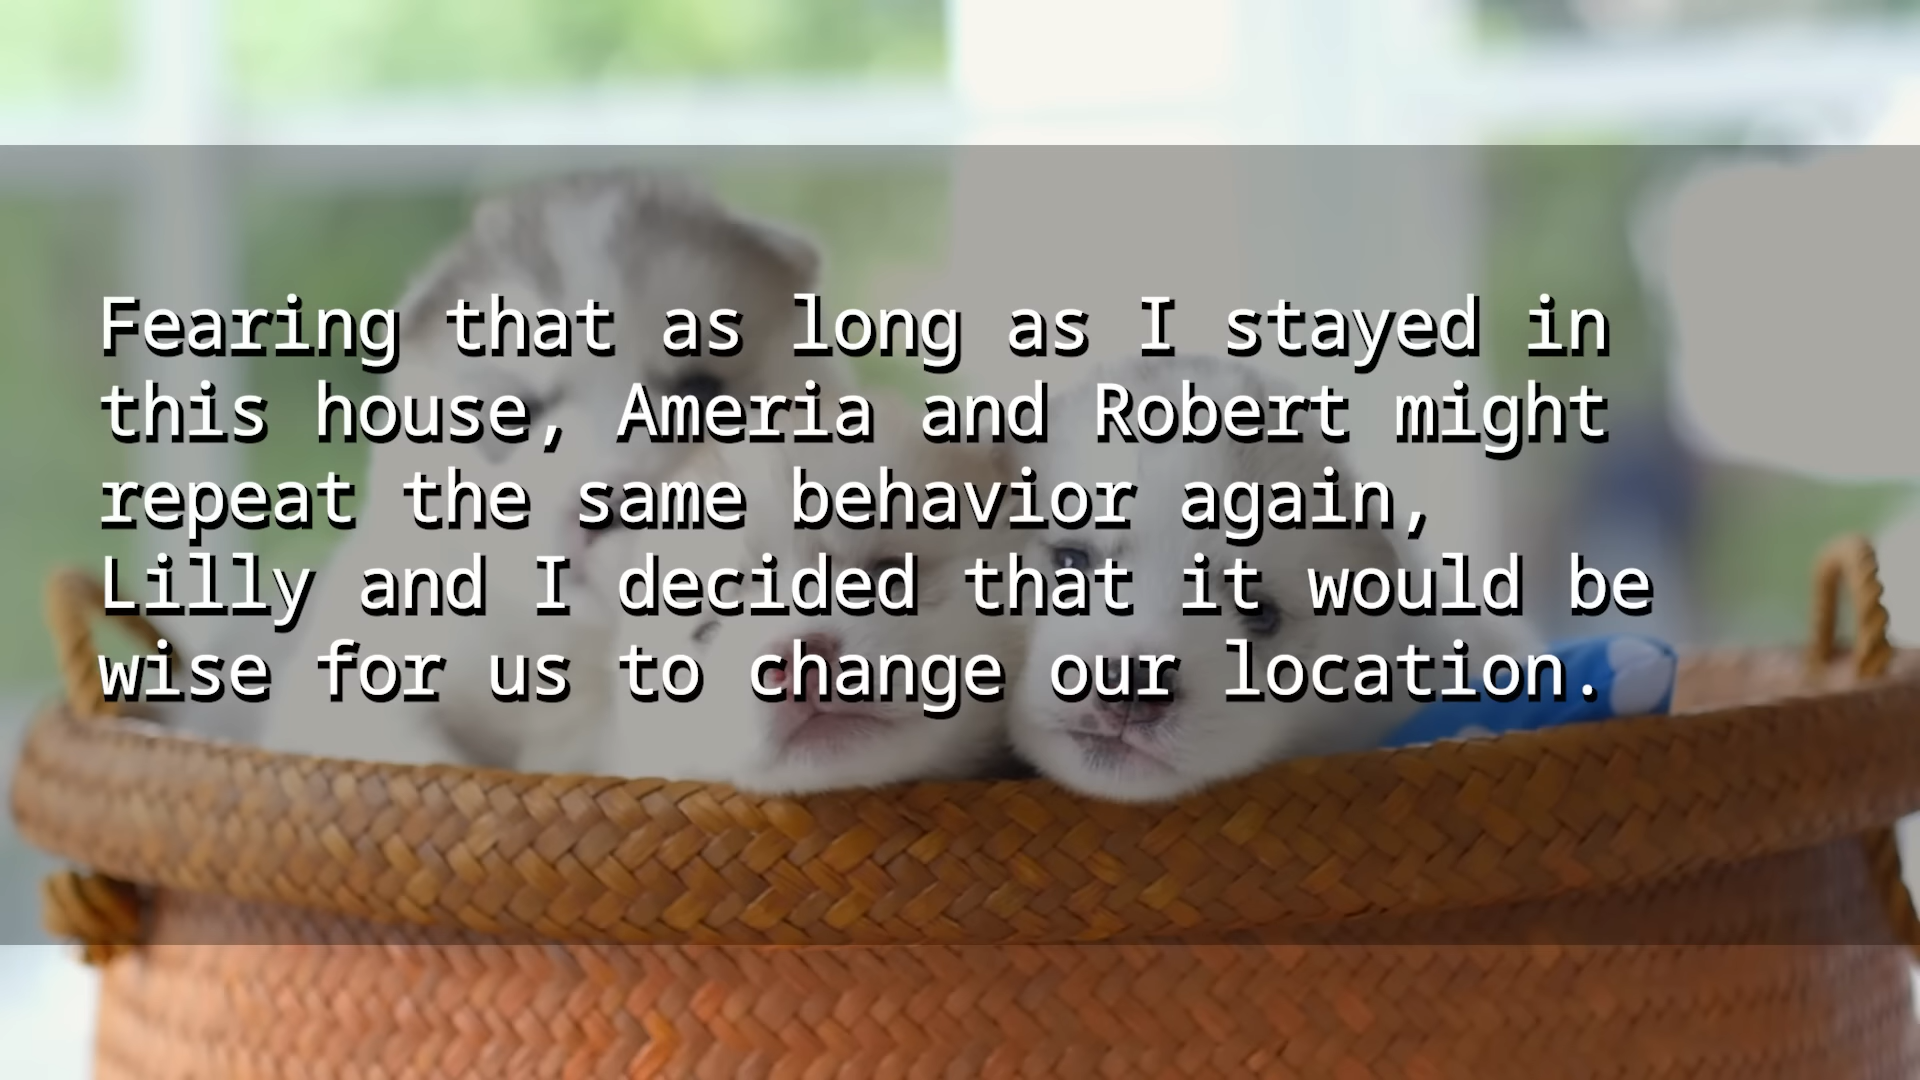 Fearing that as long as I stayed in
this house, Ameria and Robert might
repeat the same behavior again,
Lilly and I decided that it would be
wise for us to change our location.